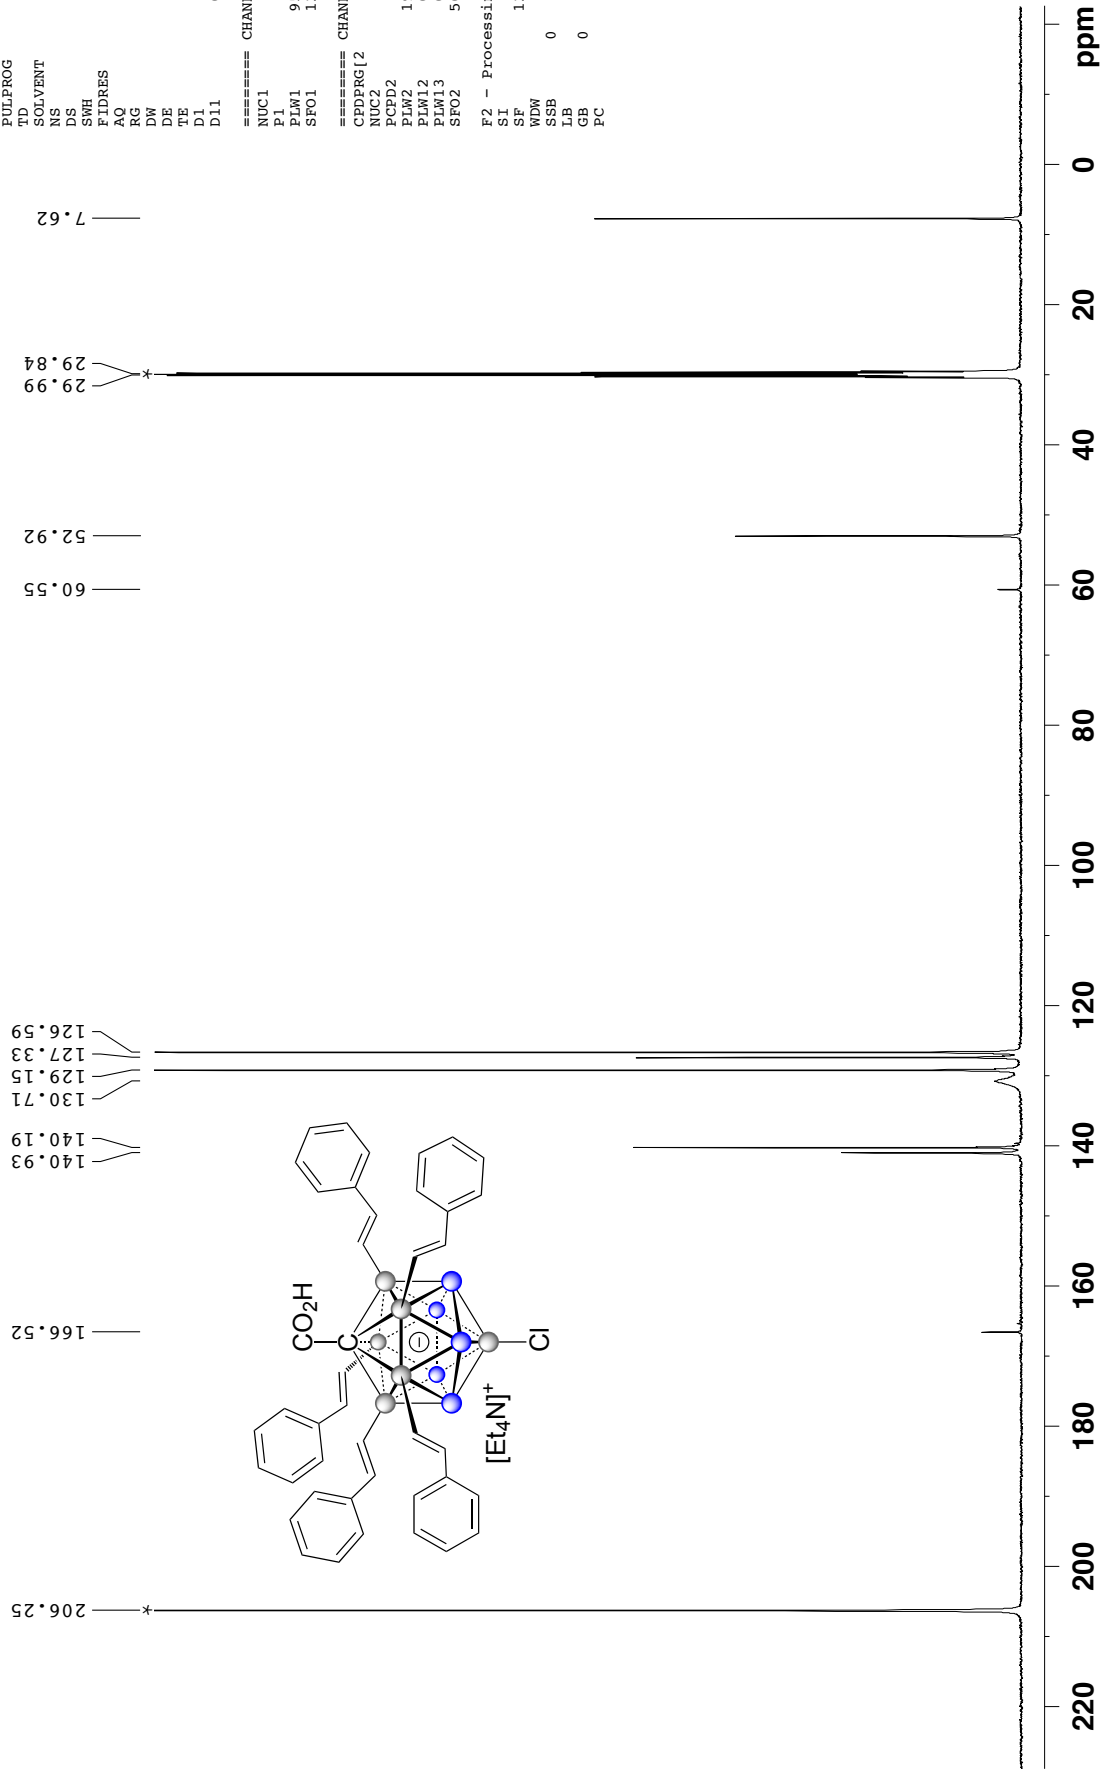 PULPROG
TD
SOLVENT
NS
DS
SWH
FIDRES
AQ
RG
DW
DE
TE
D1
D11
======== CHAN
NUC1
P1
PLW1
SFO1
======== CHAN
CPDPRG[2
NUC2
PCPD2
PLW2
PLW12
PLW13
SFO2
F2 - Processi
SI
SF
WDW
SSB 0
LB
GB 0
PC
206.25
166.52
140.93
140.19
130.71
129.15
127.33
126.59
60.55
52.92
29.99
29.84
7.62
*
*
CO2H
C
−
Cl
[Et4N]+
220
200
180
160
140
120
100
80
60
40
20
0
ppm